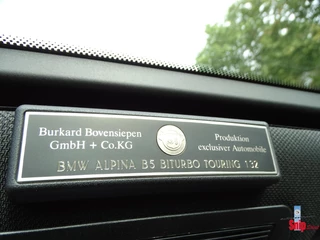 Burkard Bovensiepen
GmbH + Co.KG
Produktion
exclusiver Automobile
BMW ALPINA B5 BITURBO TOURING 132